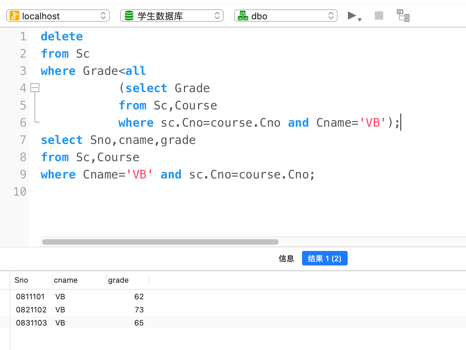 localhost 学生数据库 dbo
1 delete
2 from Sc
3 where Grade<all
4 (select Grade
5 from Sc,Course
6 where sc.Cno=course.Cno and Cname='VB');
7 select Sno,cname,grade
8 from Sc,Course
9 where Cname='VB' and sc.Cno=course.Cno;
10
信息 结果 1 (2)
Sno cname grade
0811101 VB 62
0821102 VB 73
0831103 VB 65